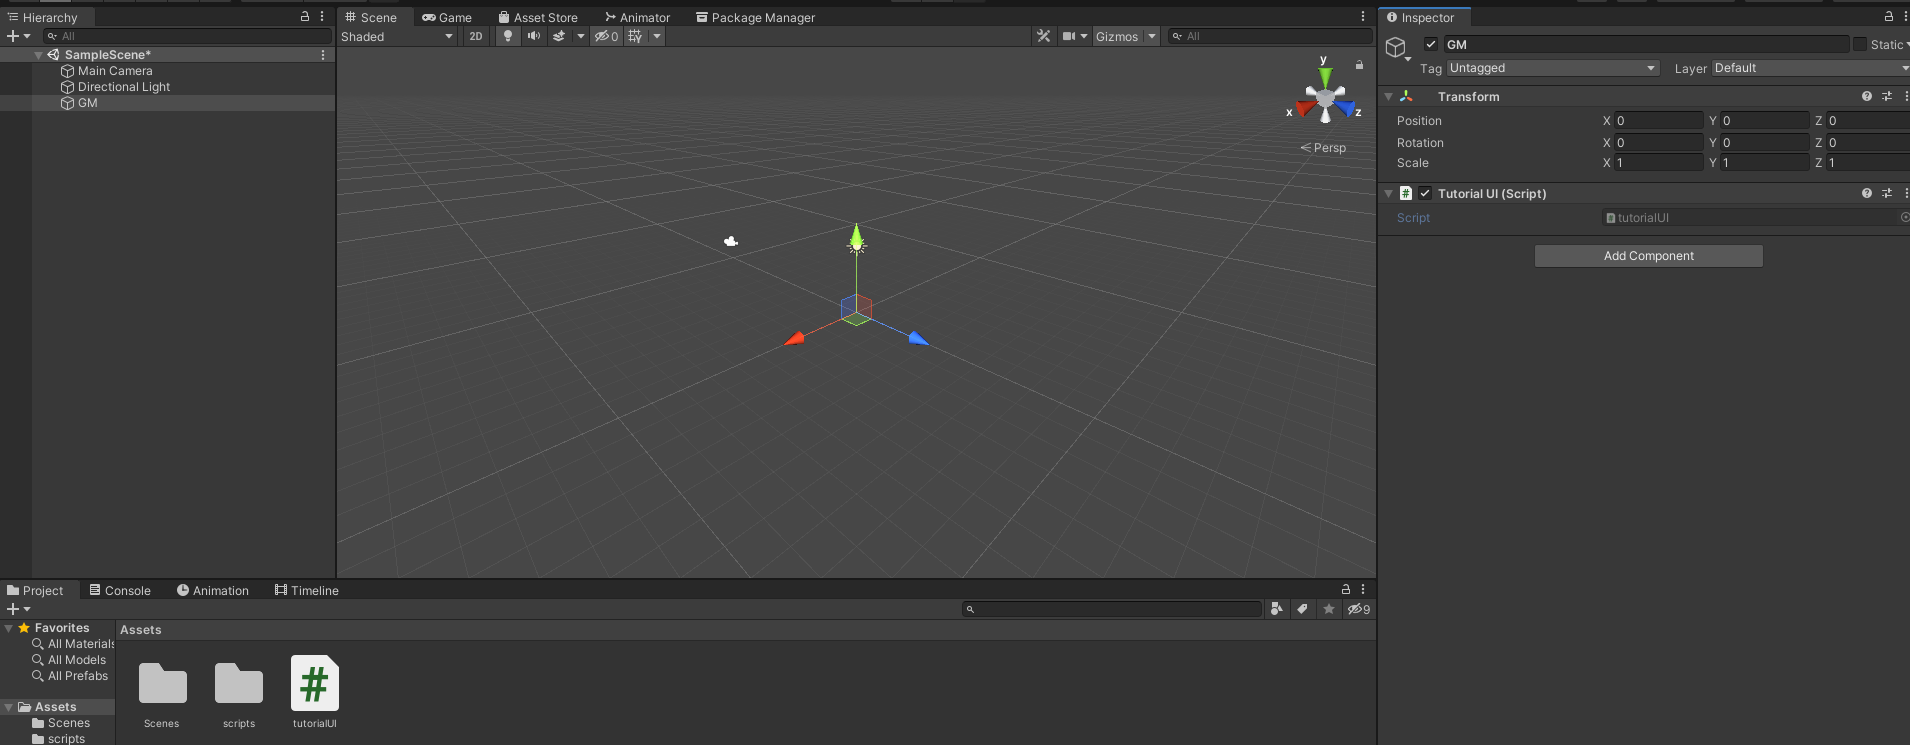 Hierarchy
All
SampleScene*
Main Camera
Directional Light
GM
Scene
Game
Asset Store
Animator
Package Manager
Shaded
2D
0
Gizmos
All
y
x
z
Persp
Inspector
GM
Static
Tag
Untagged
Layer
Default
Transform
Position
X 0
Y 0
Z 0
Rotation
X 0
Y 0
Z 0
Scale
X 1
Y 1
Z 1
#
Tutorial UI (Script)
Script
tutorialUI
Add Component
Project
Console
Animation
Timeline
9
Favorites
All Materials
All Models
All Prefabs
Assets
Scenes
scripts
Assets
#
Scenes
scripts
tutorialUI